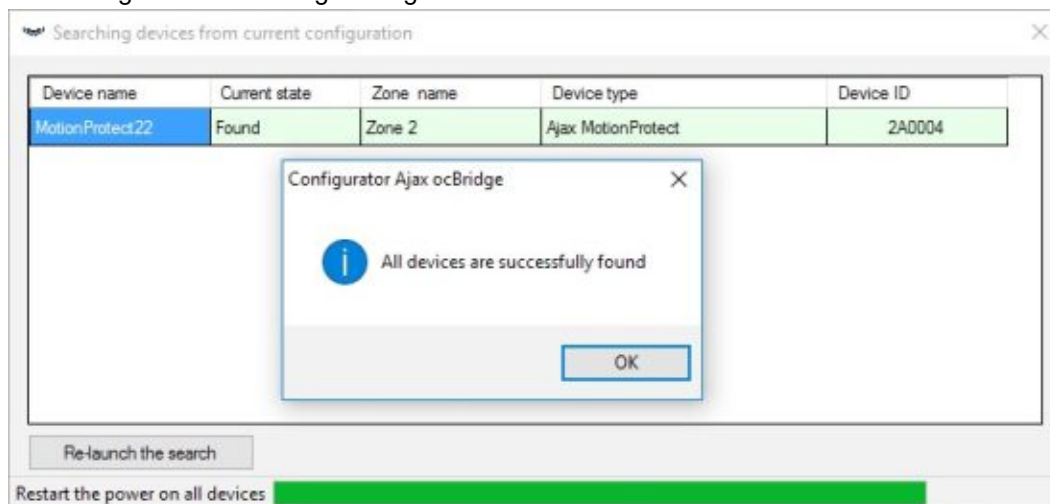 Searching devices from current configuration
Device name Current state Zone name Device type Device ID
MotionProtect22 Found Zone 2 Ajax MotionProtect 2A0004
Configurator Ajax ocBridge
All devices are successfully found
OK
Re-launch the search
Restart the power on all devices